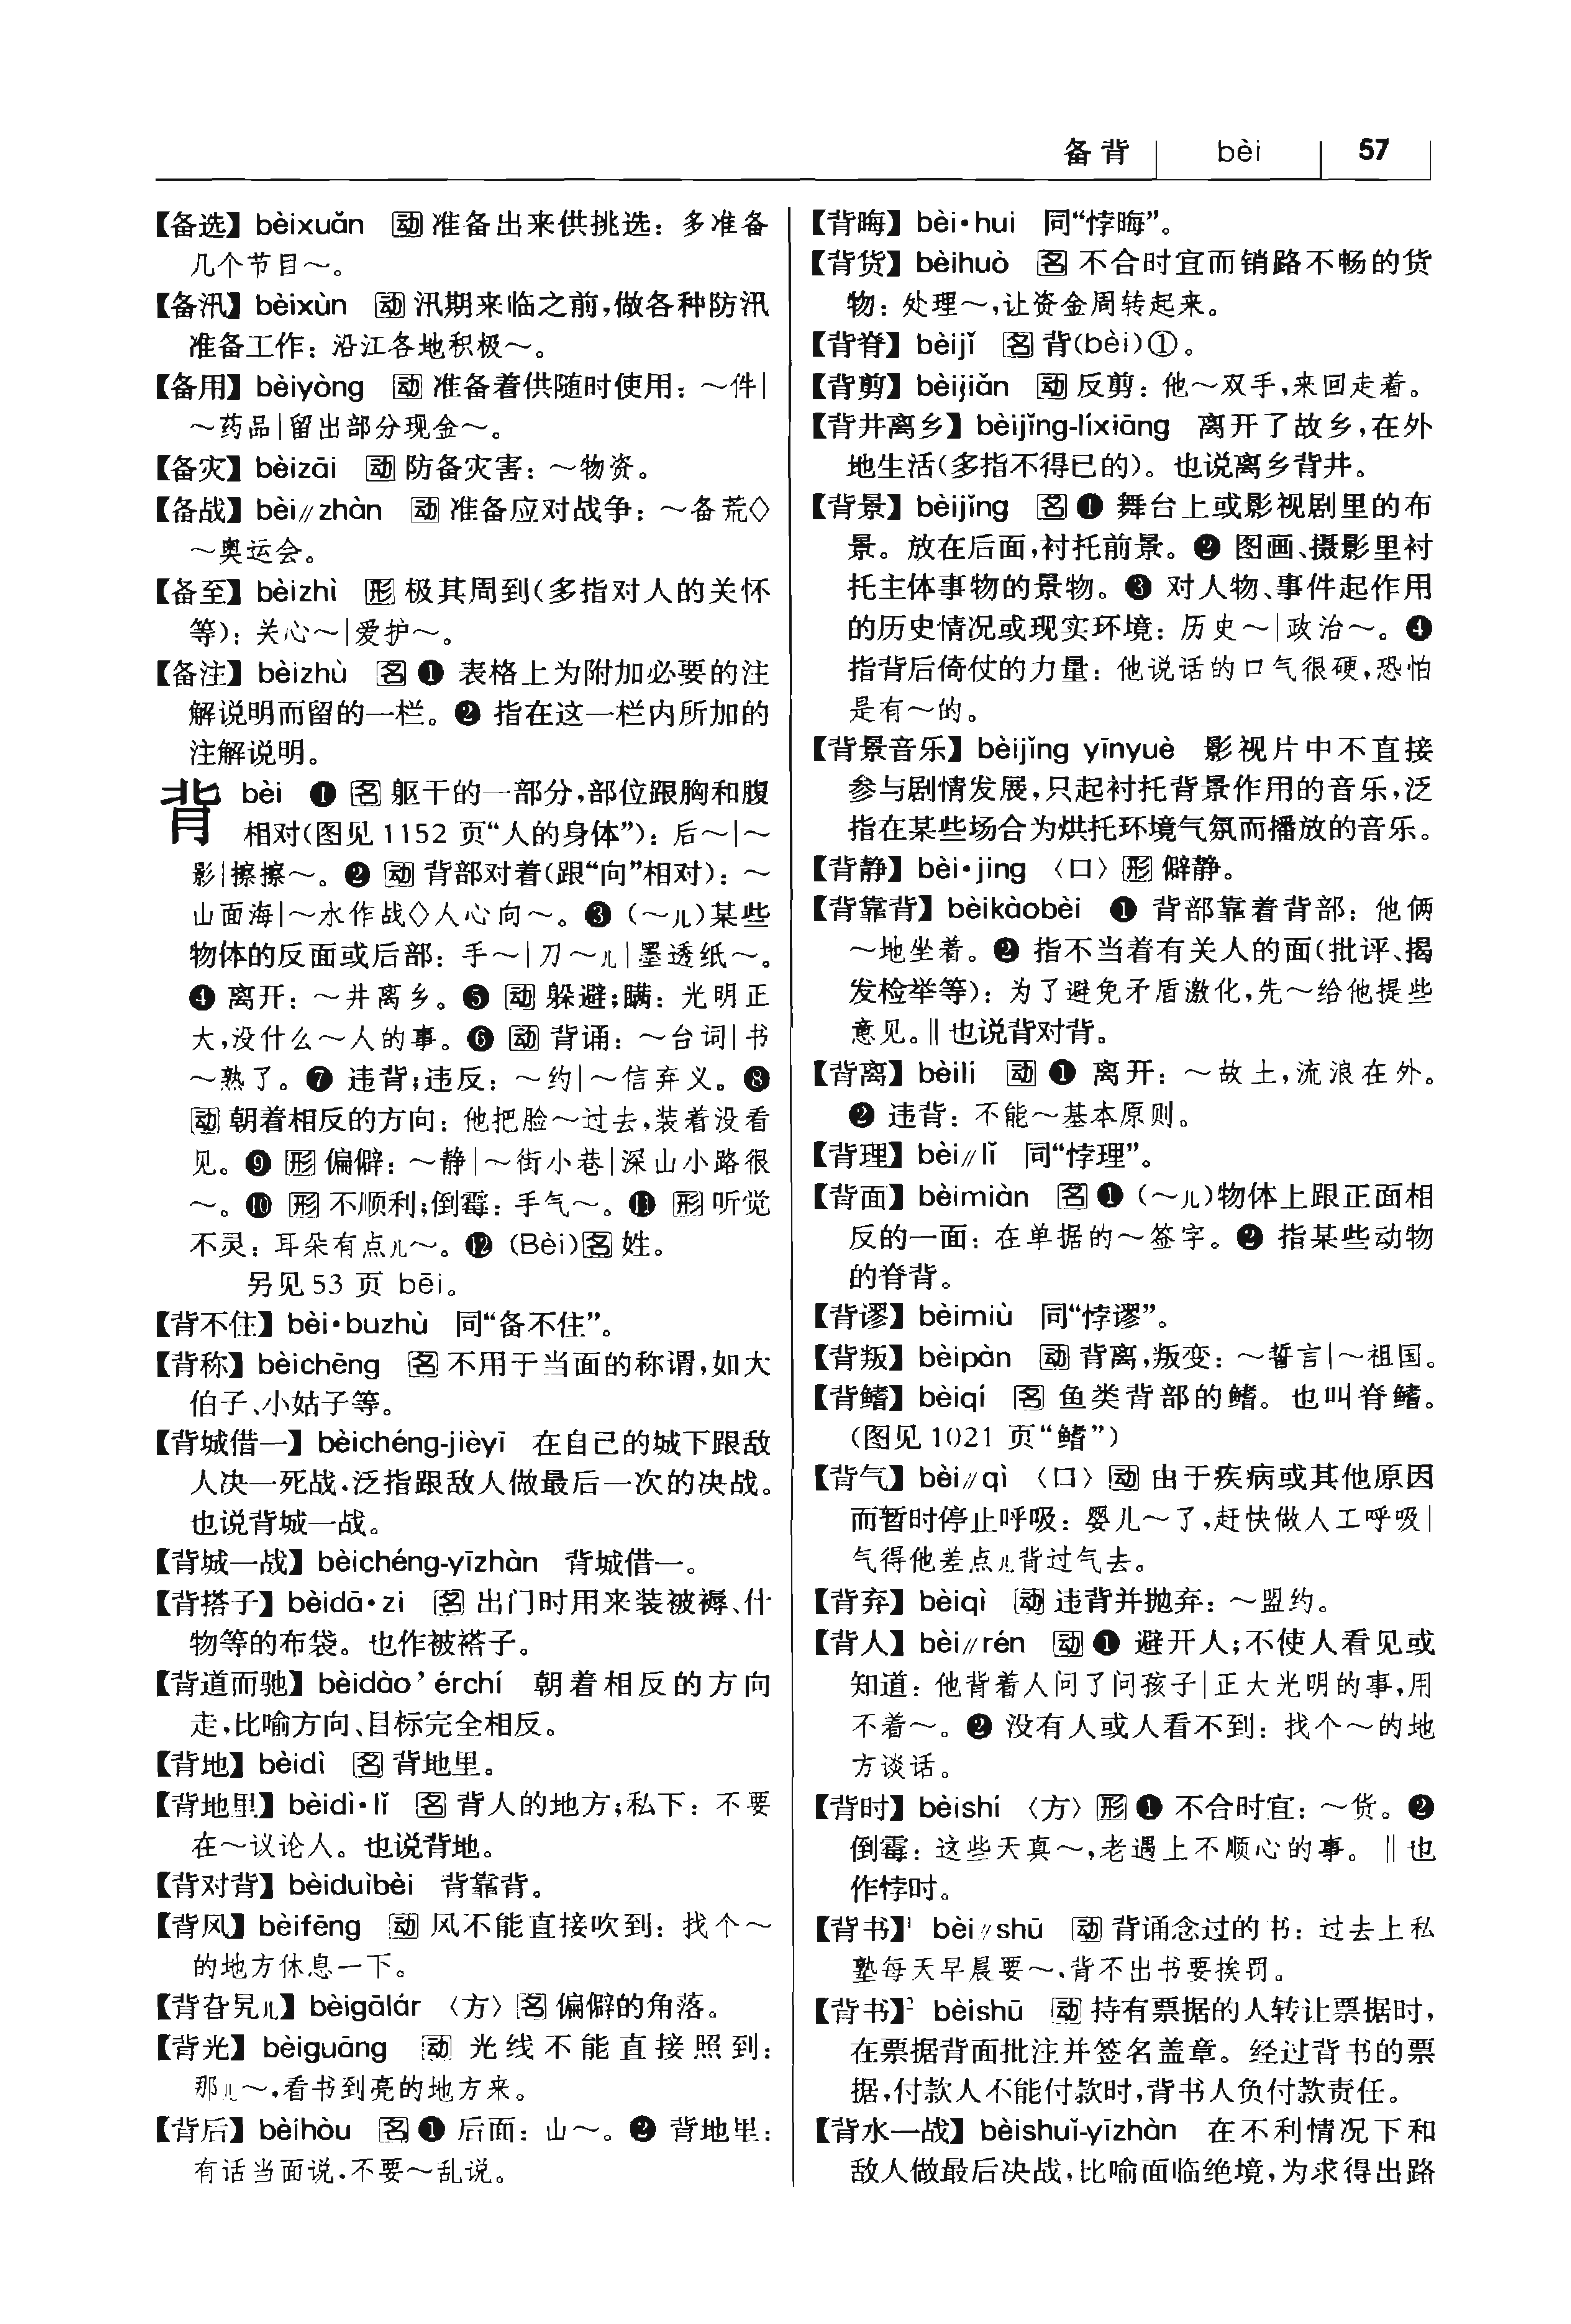 备背 bèi 57
【备选】 bèixuǎn 动 准备出来供挑选：多准备
几个节目～。
【备汛】 bèixùn 动 汛期来临之前，做各种防汛
准备工作：沿江各地积极～。
【备用】 bèiyòng 动 准备着供随时使用：～件|
～药品|留出部分现金～。
【备灾】 bèizāi 动 防备灾害：～物资。
【备战】 bèi//zhàn 动 准备应对战争：～备荒◇
～奥运会。
【备至】 bèizhì 形 极其周到（多指对人的关怀
等）：关心～|爱护～。
【备注】 bèizhù 名 ❶ 表格上为附加必要的注
解说明而留的一栏。❷ 指在这一栏内所加的
注解说明。
背 bèi ❶ 名 躯干的一部分，部位跟胸和腹
相对（图见 1152 页“人的身体”）：后～|～
影|擦擦～。❷ 动 背部对着（跟“向”相对）：～
山面海|～水作战◇人心向～。❸（～儿）某些
物体的反面或后部：手～|刀～儿|墨透纸～。
❹ 离开：～井离乡。❺ 动 躲避；瞒：光明正
大，没什么～人的事。❻ 动 背诵：～台词|书
～熟了。❼ 违背；违反：～约|～信弃义。❽
动 朝着相反的方向：他把脸～过去，装着没看
见。❾ 形 偏僻：～静|～街小巷|深山小路很
～。❿ 形 不顺利；倒霉：手气～。⓫ 形 听觉
不灵：耳朵有点儿～。⓬ (Bèi) 名 姓。
另见 53 页 bēi。
【背不住】 bèi·buzhù 同“备不住”。
【背称】 bèichēng 名 不用于当面的称谓，如大
伯子、小姑子等。
【背城借一】 bèichéng-jièyī 在自己的城下跟敌
人决一死战，泛指跟敌人做最后一次的决战。
也说背城一战。
【背城一战】 bèichéng-yīzhàn 背城借一。
【背搭子】 bèidā·zi 名 出门时用来装被褥、什
物等的布袋。也作被褡子。
【背道而驰】 bèidào’érchí 朝着相反的方向
走，比喻方向、目标完全相反。
【背地】 bèidì 名 背地里。
【背地里】 bèidì·lǐ 名 背人的地方；私下：不要
在～议论人。也说背地。
【背对背】 bèiduìbèi 背靠背。
【背风】 bèifēng 动 风不能直接吹到：找个～
的地方休息一下。
【背旮旯儿】 bèigālár 〈方〉 名 偏僻的角落。
【背光】 bèiguāng 动 光线不能直接照到：
那儿～，看书到亮的地方来。
【背后】 bèihòu 名 ❶ 后面：山～。❷ 背地里：
有话当面说，不要～乱说。
【背晦】 bèi·hui 同“悖晦”。
【背货】 bèihuò 名 不合时宜而销路不畅的货
物：处理～，让资金周转起来。
【背脊】 bèijǐ 名 背(bèi)①。
【背剪】 bèijiǎn 动 反剪：他～双手，来回走着。
【背井离乡】 bèijǐng-líxiāng 离开了故乡，在外
地生活（多指不得已的）。也说离乡背井。
【背景】 bèijǐng 名 ❶ 舞台上或影视剧里的布
景。放在后面，衬托前景。❷ 图画、摄影里衬
托主体事物的景物。❸ 对人物、事件起作用
的历史情况或现实环境：历史～|政治～。❹
指背后倚仗的力量：他说话的口气很硬，恐怕
是有～的。
【背景音乐】 bèijǐng yīnyuè 影视片中不直接
参与剧情发展，只起衬托背景作用的音乐，泛
指在某些场合为烘托环境气氛而播放的音乐。
【背静】 bèi·jing 〈口〉 形 僻静。
【背靠背】 bèikàobèi ❶ 背部靠着背部：他俩
～地坐着。❷ 指不当着有关人的面（批评、揭
发检举等）：为了避免矛盾激化，先～给他提些
意见。‖也说背对背。
【背离】 bèilí 动 ❶ 离开：～故土，流浪在外。
❷ 违背：不能～基本原则。
【背理】 bèi//lǐ 同“悖理”。
【背面】 bèimiàn 名 ❶（～儿）物体上跟正面相
反的一面：在单据的～签字。❷ 指某些动物
的脊背。
【背谬】 bèimiù 同“悖谬”。
【背叛】 bèipàn 动 背离，叛变：～誓言|～祖国。
【背鳍】 bèiqí 名 鱼类背部的鳍。也叫脊鳍。
（图见 1021 页“鳍”）
【背气】 bèi//qì 〈口〉 动 由于疾病或其他原因
而暂时停止呼吸：婴儿～了，赶快做人工呼吸|
气得他差点儿背过气去。
【背弃】 bèiqì 动 违背并抛弃：～盟约。
【背人】 bèi//rén 动 ❶ 避开人；不使人看见或
知道：他背着人问了问孩子|正大光明的事，用
不着～。❷ 没有人或人看不到：找个～的地
方谈话。
【背时】 bèishí 〈方〉 形 ❶ 不合时宜：～货。❷
倒霉：这些天真～，老遇上不顺心的事。‖也
作悖时。
【背书】¹ bèi//shū 动 背诵念过的书：过去上私
塾每天早晨要～，背不出书要挨罚。
【背书】² bèishū 动 持有票据的人转让票据时，
在票据背面批注并签名盖章。经过背书的票
据，付款人不能付款时，背书人负付款责任。
【背水一战】 bèishuǐ-yīzhàn 在不利情况下和
敌人做最后决战，比喻面临绝境，为求得出路